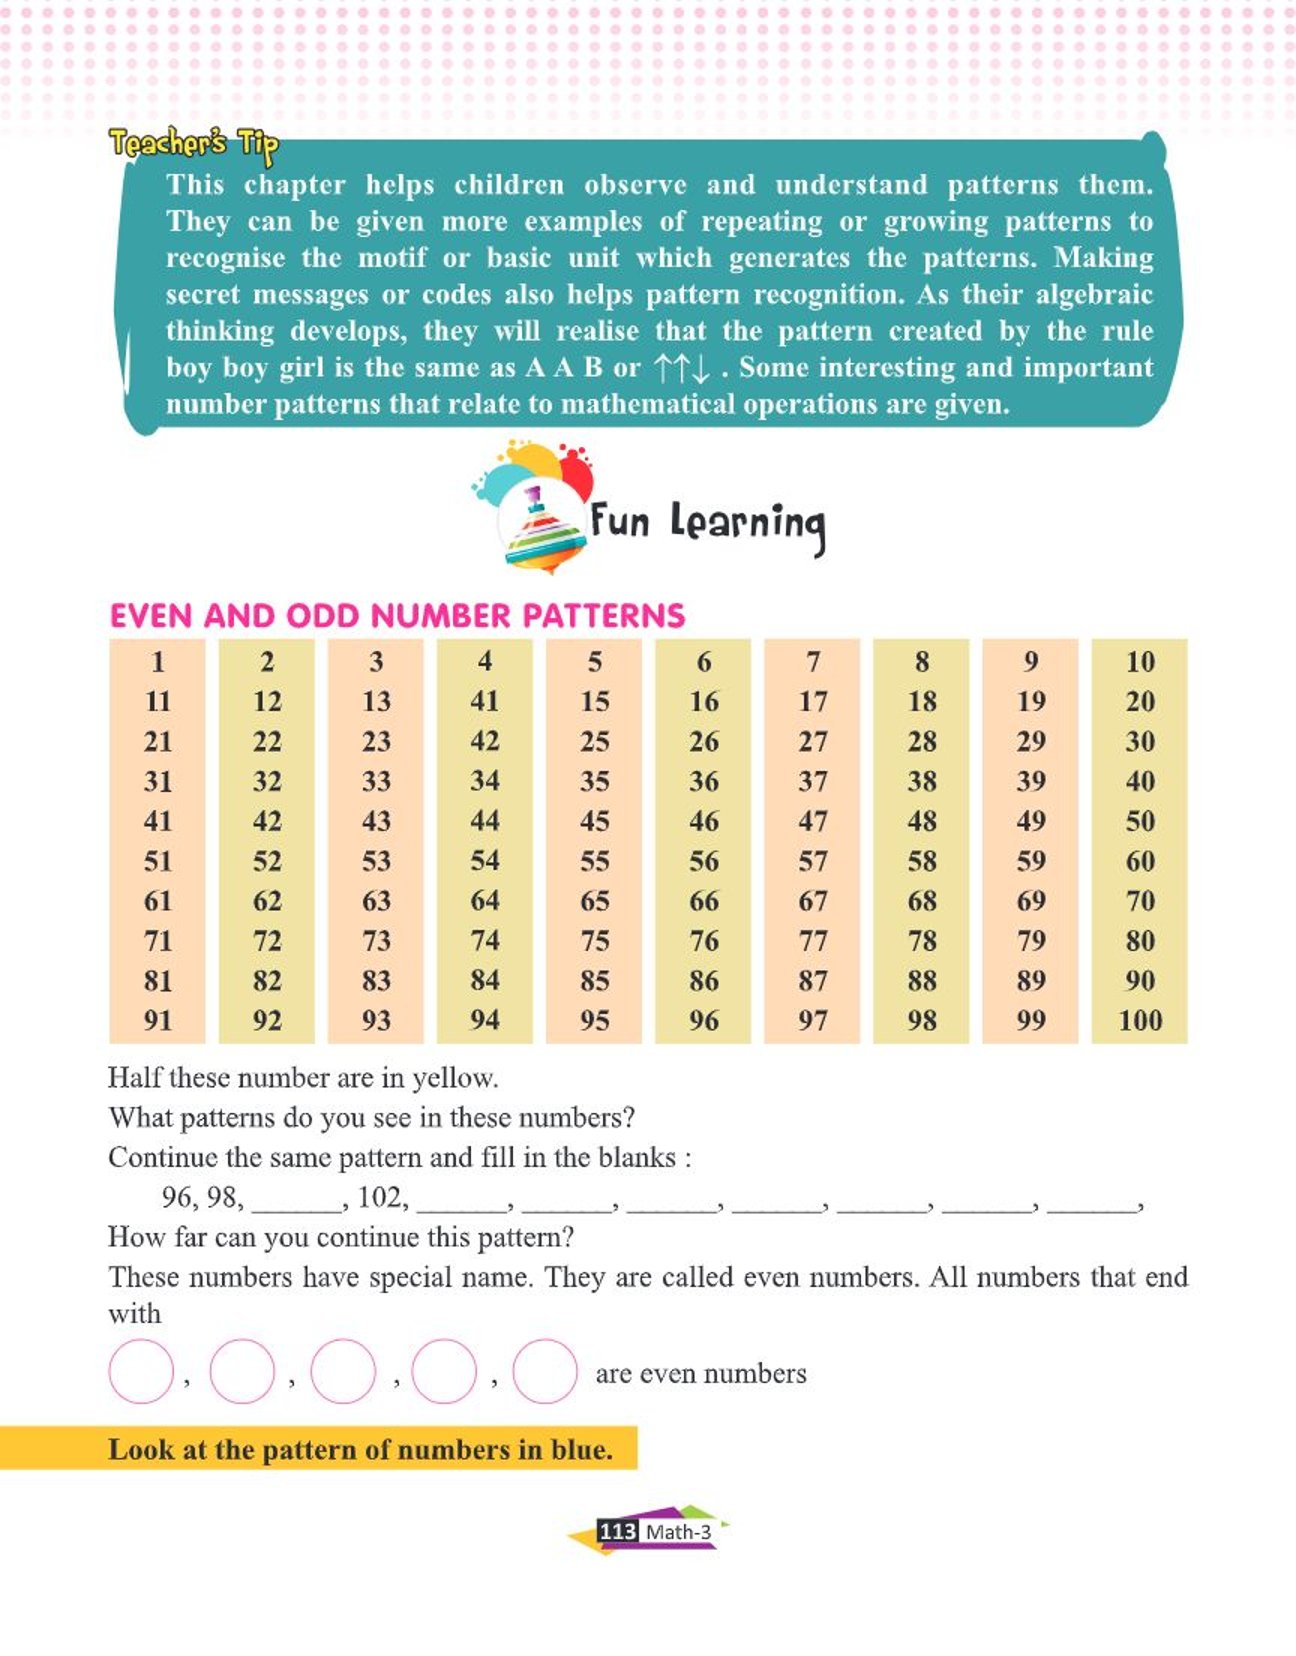 Teacher's Tip
This chapter helps children observe and understand patterns them.
They can be given more examples of repeating or growing patterns to
recognise the motif or basic unit which generates the patterns. Making
secret messages or codes also helps pattern recognition. As their algebraic
thinking develops, they will realise that the pattern created by the rule
boy boy girl is the same as A A B or ↑↑↓ . Some interesting and important
number patterns that relate to mathematical operations are given.
Fun Learning
EVEN AND ODD NUMBER PATTERNS
1 2 3 4 5 6 7 8 9 10
11 12 13 41 15 16 17 18 19 20
21 22 23 42 25 26 27 28 29 30
31 32 33 34 35 36 37 38 39 40
41 42 43 44 45 46 47 48 49 50
51 52 53 54 55 56 57 58 59 60
61 62 63 64 65 66 67 68 69 70
71 72 73 74 75 76 77 78 79 80
81 82 83 84 85 86 87 88 89 90
91 92 93 94 95 96 97 98 99 100
Half these number are in yellow.
What patterns do you see in these numbers?
Continue the same pattern and fill in the blanks :
96, 98, ______, 102, ______, ______, ______, ______, ______, ______, ______,
How far can you continue this pattern?
These numbers have special name. They are called even numbers. All numbers that end
with
, , , , are even numbers
Look at the pattern of numbers in blue.
113 Math-3